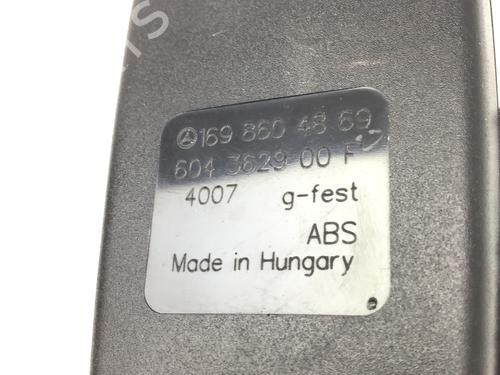 169 860 48 69
604 3629 00 F
4007 g-fest
ABS
Made in Hungary